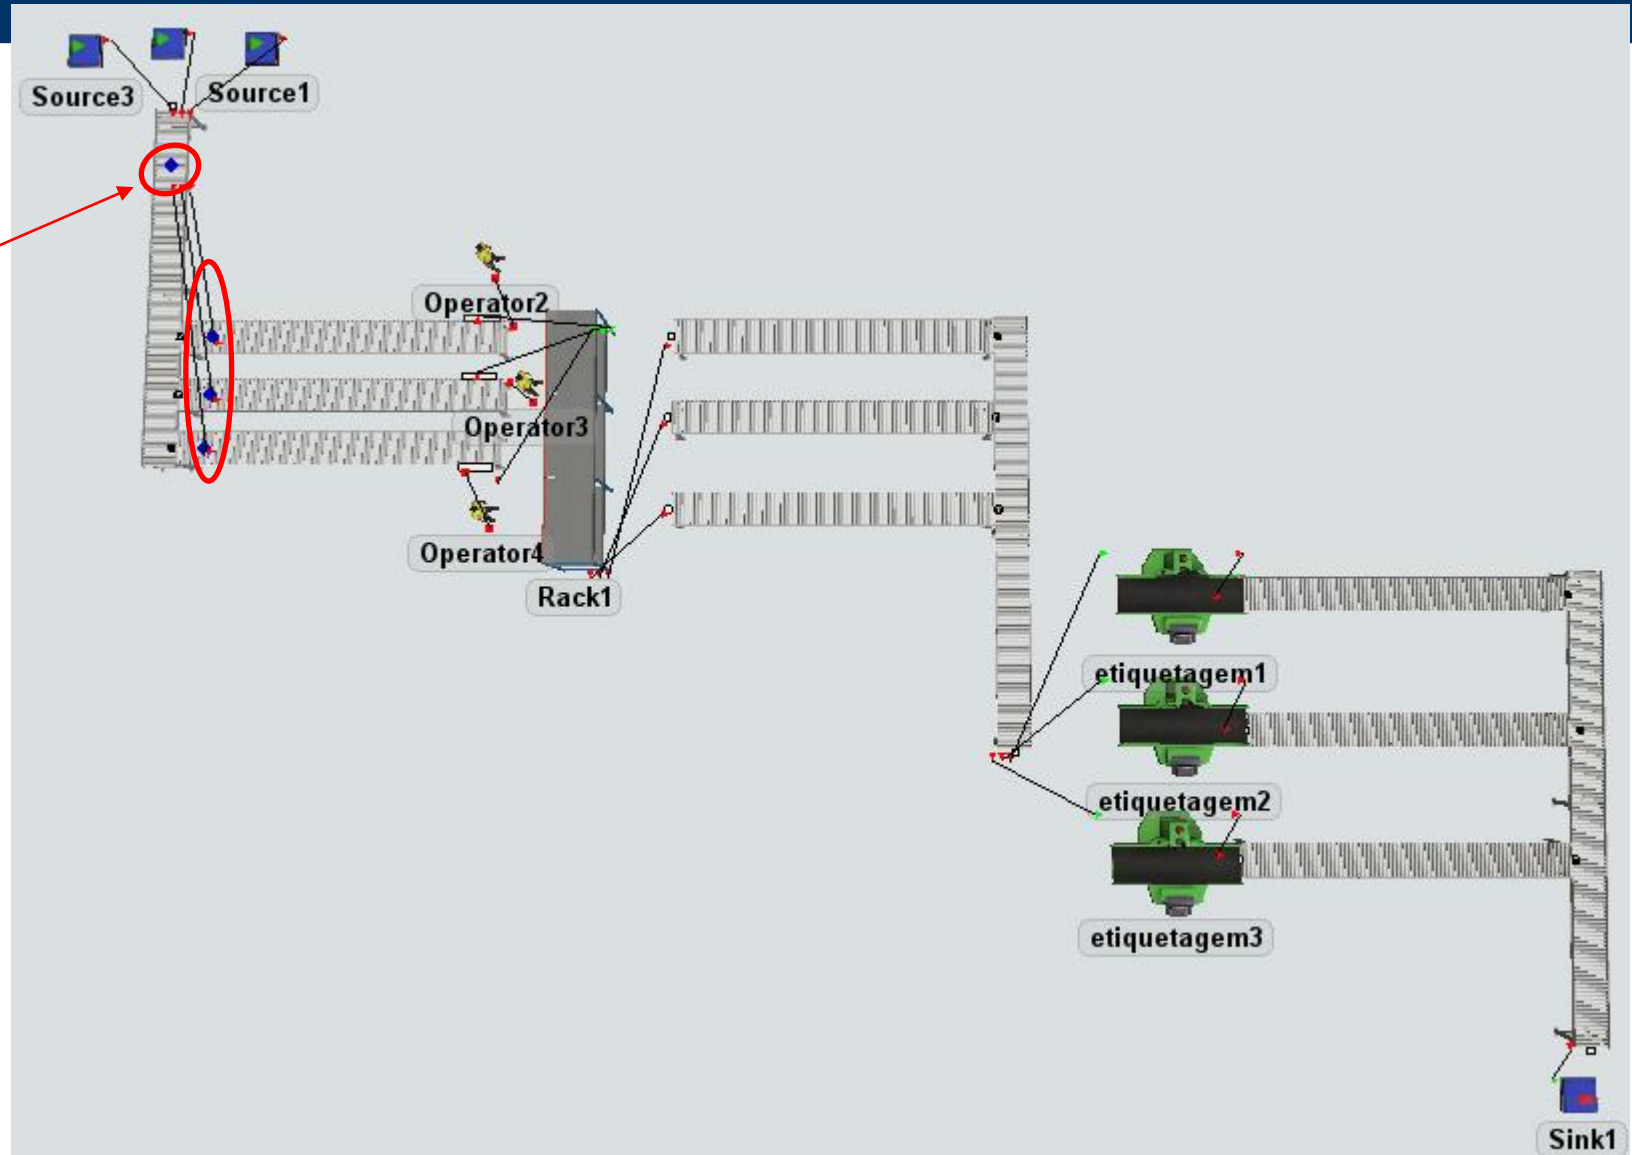 Source3
Source1
Operator2
Operator3
Operator4
Rack1
etiquetagem1
etiquetagem2
etiquetagem3
Sink1